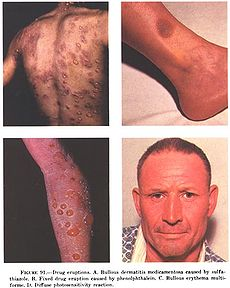 FIGURE 91.—Drug eruptions. A. Bullous dermatitis medicamentosa caused by sulfa-
thiazole. B. Fixed drug eruption caused by phenolphthalein. C. Bullous erythema multi-
forme. D. Diffuse photosensitivity reaction.